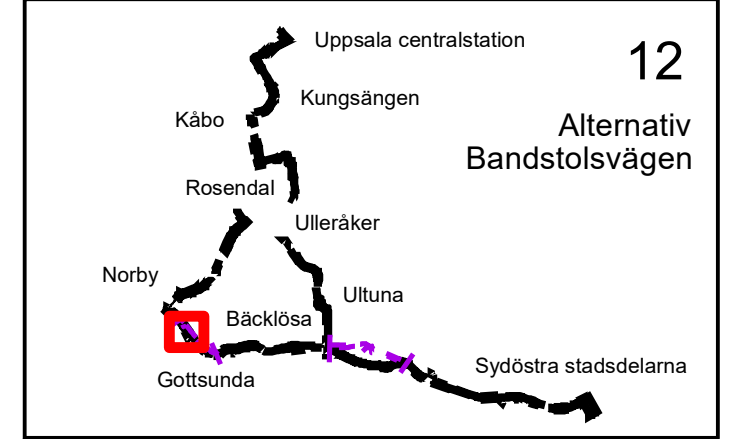 Uppsala centralstation
12
Kungsängen
Kåbo
Alternativ
Bandstolsvägen
Rosendal
Ulleråker
Norby
Ultuna
Bäcklösa
Sydöstra stadsdelarna
Gottsunda